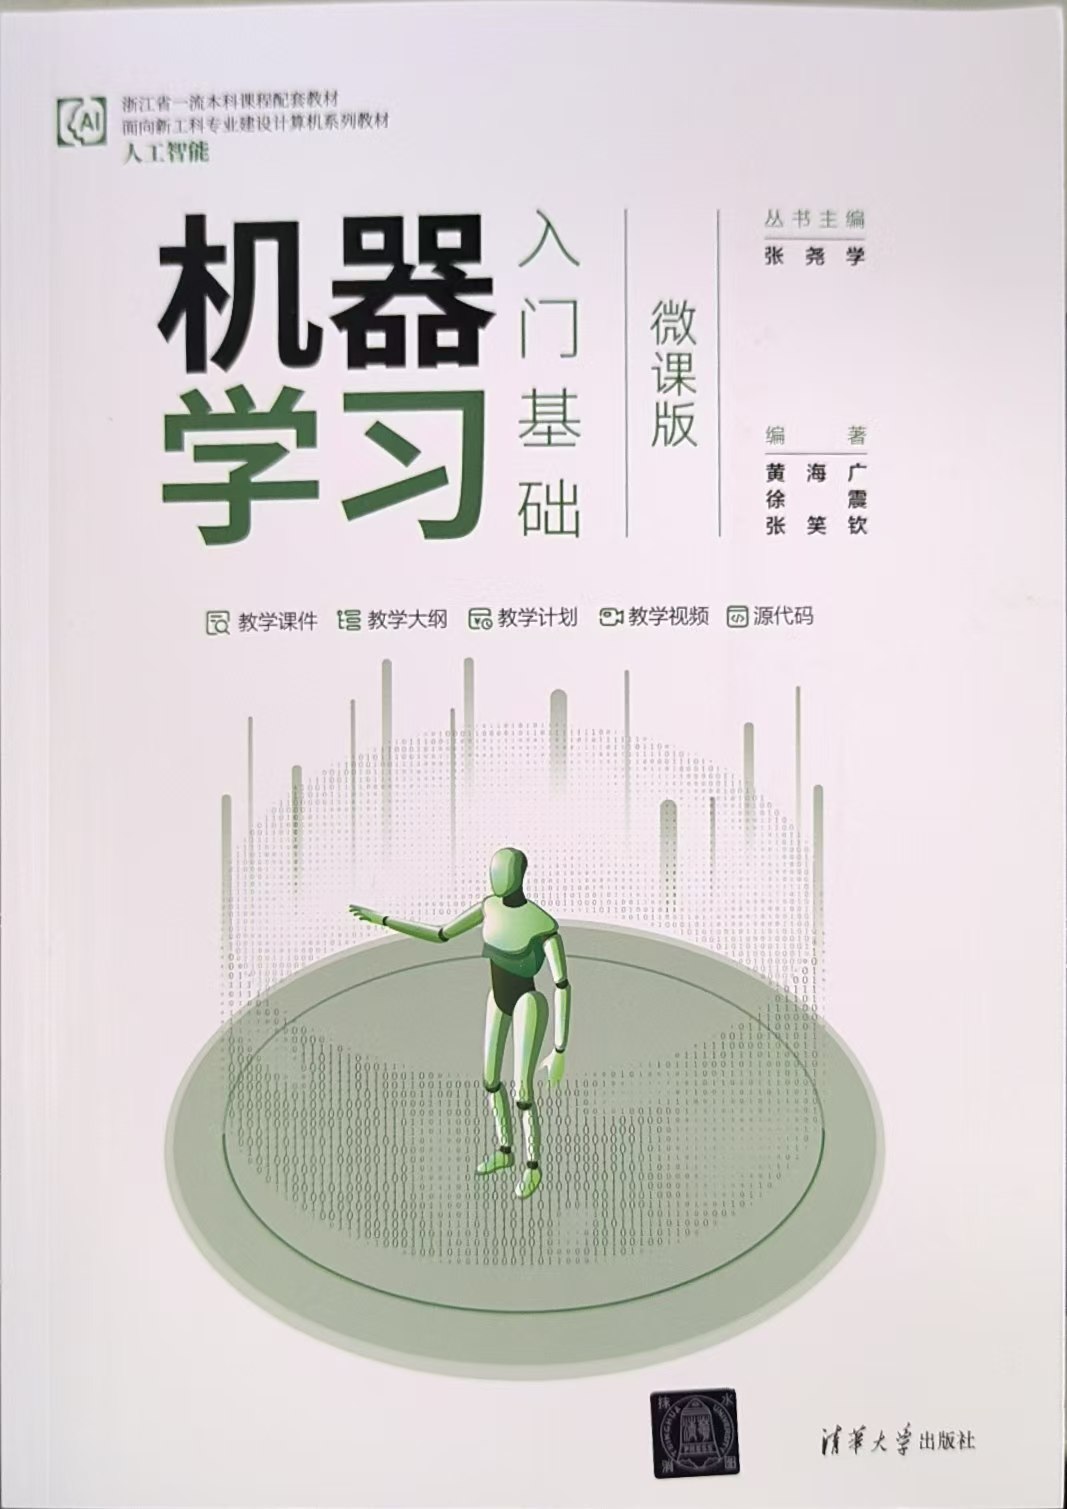 AI
浙江省一流本科课程配套教材
面向新工科专业建设计算机系列教材
人工智能
机器
学习
入门基础
微课版
丛书主编
张尧学
编著
黄海广
徐震
张笑钦
教学课件
教学大纲
教学计划
教学视频
源代码
清华大学出版社